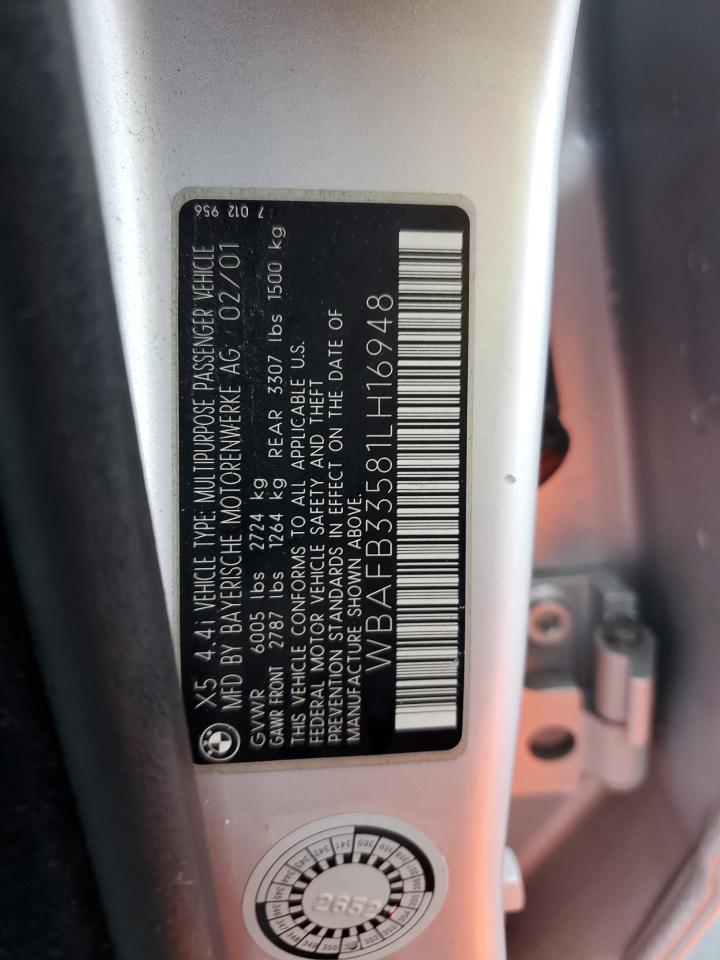 7 012 956
X5 4.4i VEHICLE TYPE: MULTIPURPOSE PASSENGER VEHICLE
MFD BY BAYERISCHE MOTORENWERKE AG 02/01
GVWR 6005 lbs 2724 kg
GAWR FRONT 2787 lbs 1264 kg REAR 3307 lbs 1500 kg
THIS VEHICLE CONFORMS TO ALL APPLICABLE U.S.
FEDERAL MOTOR VEHICLE SAFETY AND THEFT
PREVENTION STANDARDS IN EFFECT ON THE DATE OF
MANUFACTURE SHOWN ABOVE.
WBAFB33581LH16948